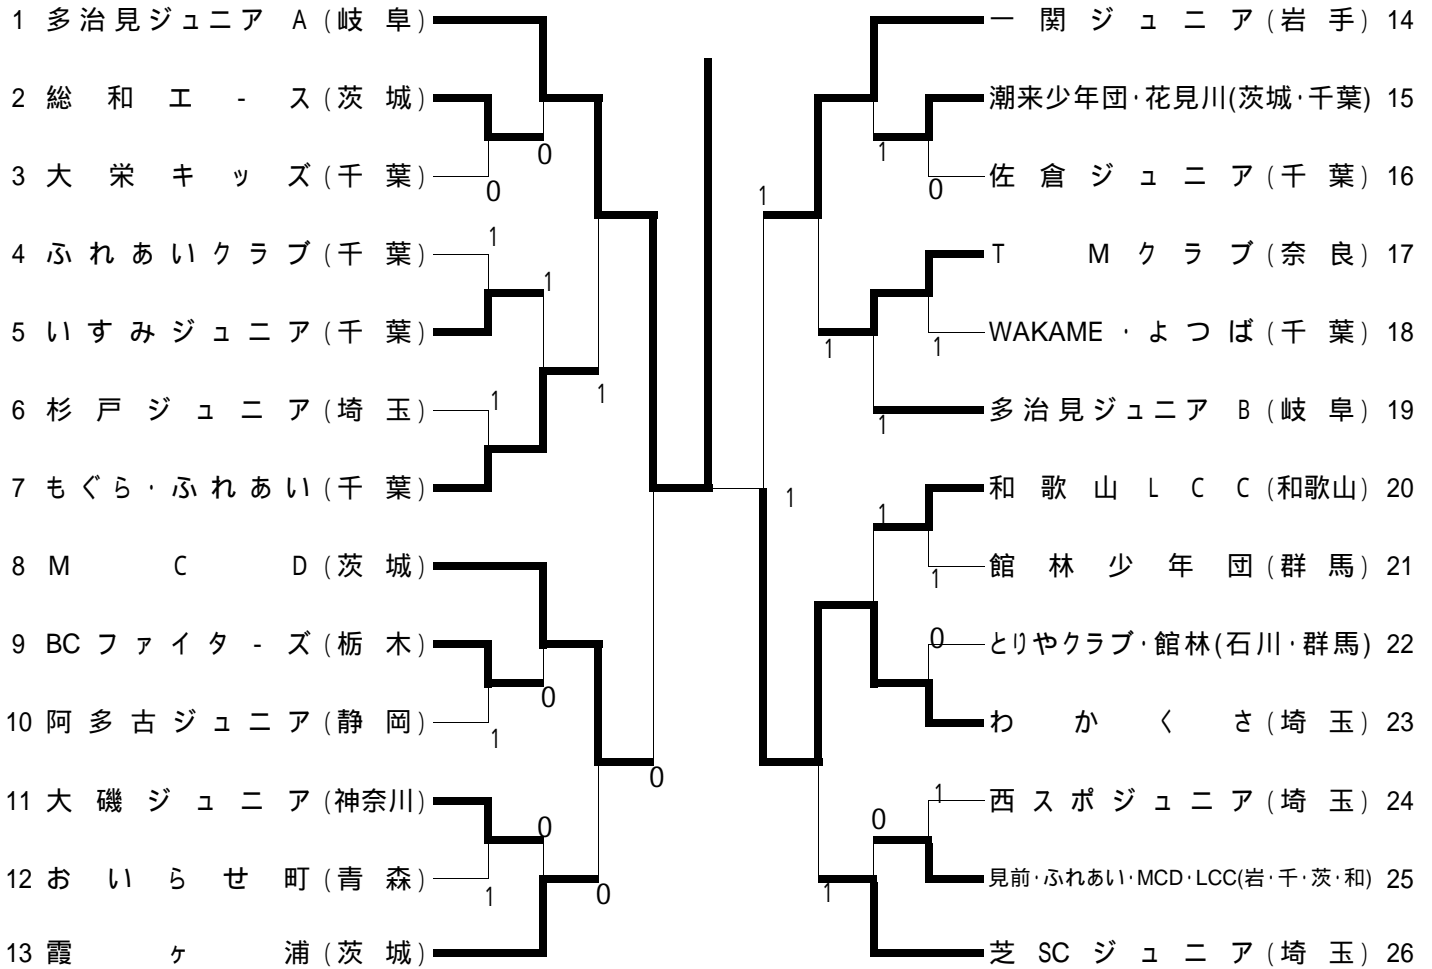 1 多治見ジュニア A (岐 阜)
2 総 和 エ - ス (茨 城)
0
3 大 栄 キ ッ ズ (千 葉)
0
1
4 ふ れ あ い ク ラ ブ (千 葉)
1
5 い す み ジ ュ ニ ア (千 葉)
1
1
6 杉 戸 ジ ュ ニ ア (埼 玉)
7 も ぐ ら ・ ふ れ あ い (千 葉)
8 M C D (茨 城)
9 BC フ ァ イ タ - ズ (栃 木)
0
10 阿 多 古 ジ ュ ニ ア (静 岡)
1
0
11 大 磯 ジ ュ ニ ア (神奈川)
0
12 お い ら せ 町 (青 森)
1
0
13 霞 ヶ 浦 (茨 城)
一 関 ジ ュ ニ ア (岩 手) 14
潮来少年団・花見川(茨城・千葉) 15
1
佐 倉 ジ ュ ニ ア (千 葉) 16
0
1
T M ク ラ ブ (奈 良) 17
WAKAME ・ よ つ ば (千 葉) 18
1
1
多治見ジュニア B (岐 阜) 19
1
和 歌 山 L C C (和歌山) 20
1
1
館 林 少 年 団 (群 馬) 21
1
0
とりやクラブ・館林(石川・群馬) 22
わ か く さ (埼 玉) 23
1
西 ス ポ ジ ュ ニ ア (埼 玉) 24
0
見前・ふれあい・MCD・LCC(岩・千・茨・和) 25
1
芝 SC ジ ュ ニ ア (埼 玉) 26